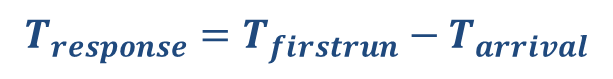 T_response = T_firstrun − T_arrival